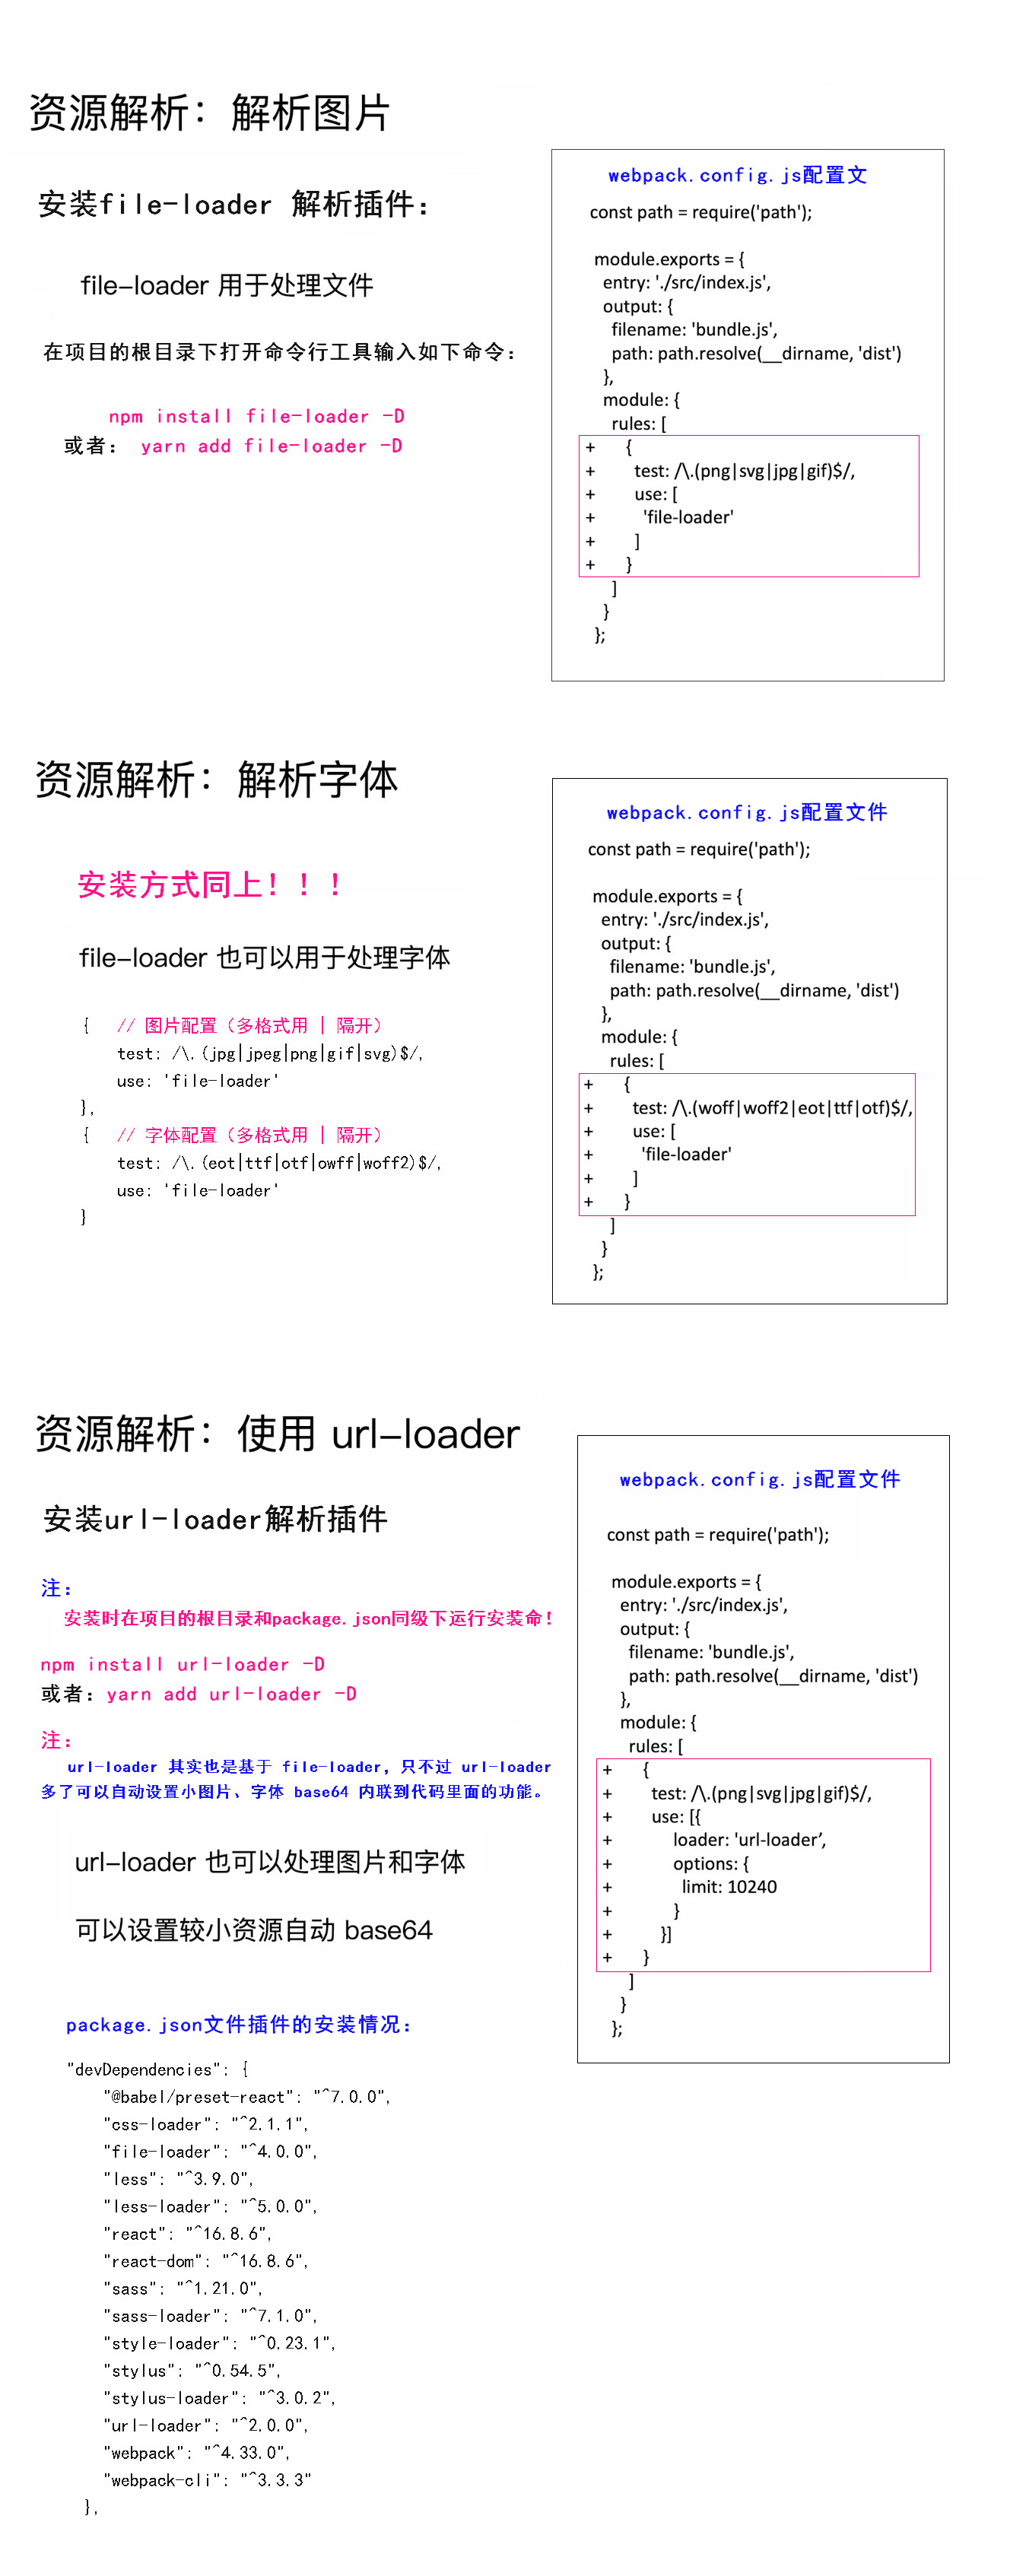 资源解析：解析图片
安装file-loader 解析插件：
file-loader 用于处理文件
在项目的根目录下打开命令行工具输入如下命令：
npm install file-loader -D
或者： yarn add file-loader -D
webpack.config.js配置文
const path = require('path');
module.exports = {
entry: './src/index.js',
output: {
filename: 'bundle.js',
path: path.resolve(__dirname, 'dist')
},
module: {
rules: [
+ {
+ test: /\.(png|svg|jpg|gif)$/,
+ use: [
+ 'file-loader'
+ ]
+ }
]
}
};
资源解析：解析字体
安装方式同上！！！
file-loader 也可以用于处理字体
{ // 图片配置（多格式用 | 隔开）
test: /\.(jpg|jpeg|png|gif|svg)$/,
use: 'file-loader'
},
{ // 字体配置（多格式用 | 隔开）
test: /\.(eot|ttf|otf|owff|woff2)$/,
use: 'file-loader'
}
webpack.config.js配置文件
const path = require('path');
module.exports = {
entry: './src/index.js',
output: {
filename: 'bundle.js',
path: path.resolve(__dirname, 'dist')
},
module: {
rules: [
+ {
+ test: /\.(woff|woff2|eot|ttf|otf)$/,
+ use: [
+ 'file-loader'
+ ]
+ }
]
}
};
资源解析：使用 url-loader
安装url-loader解析插件
注：
安装时在项目的根目录和package.json同级下运行安装命！
npm install url-loader -D
或者：yarn add url-loader -D
注：
url-loader 其实也是基于 file-loader，只不过 url-loader
多了可以自动设置小图片、字体 base64 内联到代码里面的功能。
url-loader 也可以处理图片和字体
可以设置较小资源自动 base64
webpack.config.js配置文件
const path = require('path');
module.exports = {
entry: './src/index.js',
output: {
filename: 'bundle.js',
path: path.resolve(__dirname, 'dist')
},
module: {
rules: [
+ {
+ test: /\.(png|svg|jpg|gif)$/,
+ use: [{
+ loader: 'url-loader’,
+ options: {
+ limit: 10240
+ }
+ }]
+ }
]
}
};
package.json文件插件的安装情况：
"devDependencies": {
"@babel/preset-react": "^7.0.0",
"css-loader": "^2.1.1",
"file-loader": "^4.0.0",
"less": "^3.9.0",
"less-loader": "^5.0.0",
"react": "^16.8.6",
"react-dom": "^16.8.6",
"sass": "^1.21.0",
"sass-loader": "^7.1.0",
"style-loader": "^0.23.1",
"stylus": "^0.54.5",
"stylus-loader": "^3.0.2",
"url-loader": "^2.0.0",
"webpack": "^4.33.0",
"webpack-cli": "^3.3.3"
},